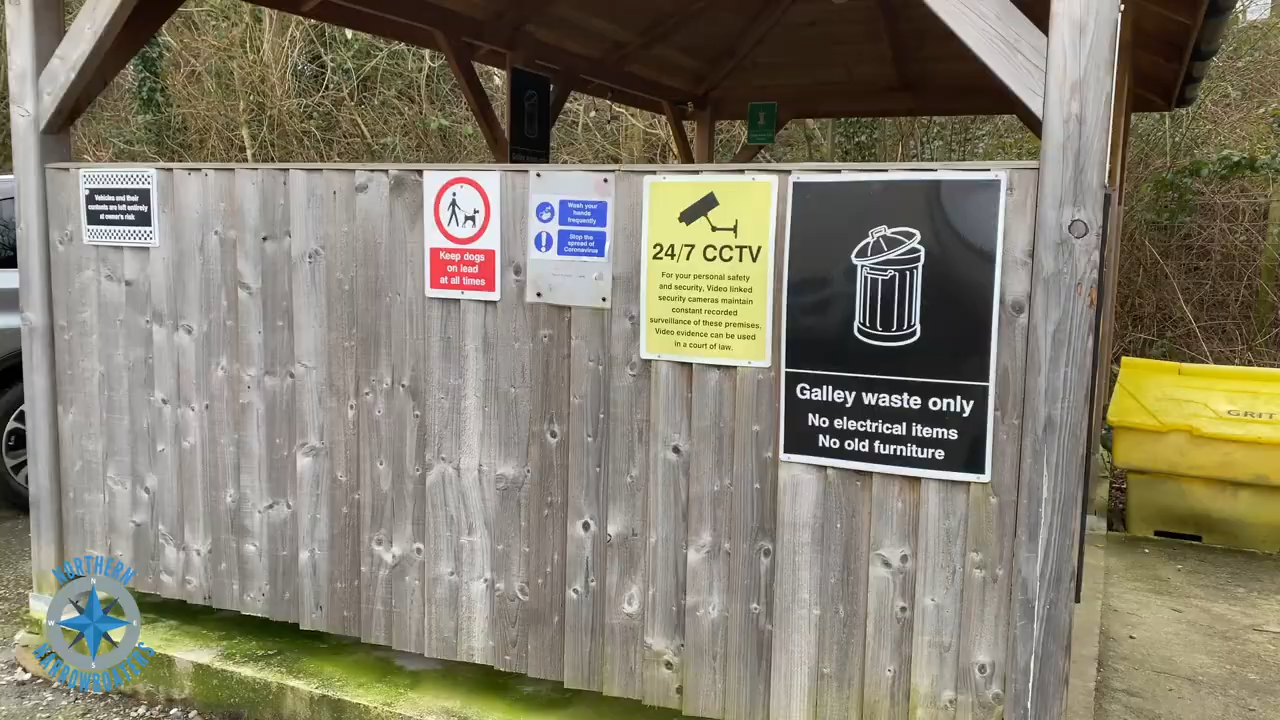 Vehicles and their
contents are left entirely
at owner's risk
Keep dogs
on lead
at all times
Wash your
hands
frequently
Stop the
spread of
Coronavirus
24/7 CCTV
For your personal safety
and security, Video linked
security cameras maintain
constant recorded
surveillance of these premises.
Video evidence can be used
in a court of law.
Galley waste only
No electrical items
No old furniture
GRIT
NORTHERN
N
W
E
S
NARROWBOATERS